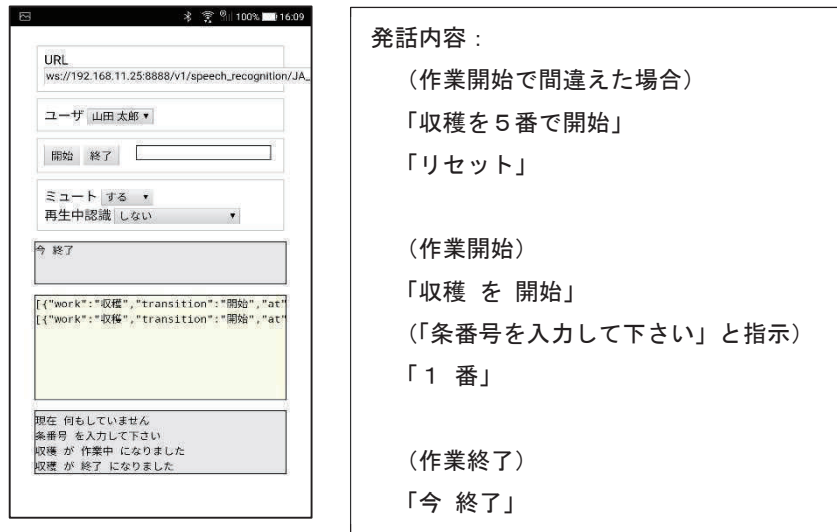 100% 16:09
URL
ws://192.168.11.25:8888/v1/speech_recognition/JA_
ユーザ 山田 太郎 ▼
開始 終了
ミュート する ▼
再生中認識 しない ▼
今 終了
[{"work":"収穫","transition":"開始","at"
[{"work":"収穫","transition":"開始","at"
現在 何もしていません
条番号 を入力して下さい
収穫 が 作業中 になりました
収穫 が 終了 になりました
発話内容：
（作業開始で間違えた場合）
「収穫を５番で開始」
「リセット」
（作業開始）
「収穫 を 開始」
（「条番号を入力して下さい」と指示）
「１ 番」
（作業終了）
「今 終了」